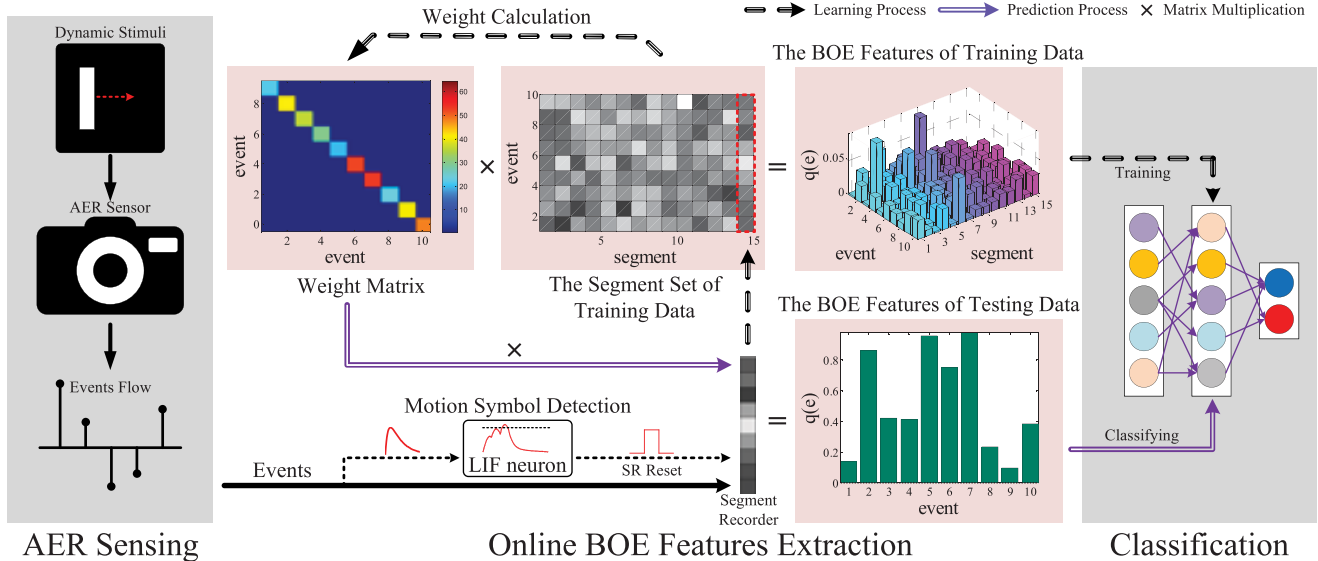 Learning Process
Prediction Process
× Matrix Multiplication
Dynamic Stimuli
AER Sensor
Events Flow
AER Sensing
Weight Calculation
event
8
6
4
2
0
2 4 6 8 10
event
60
50
40
30
20
10
0
Weight Matrix
×
event
10
8
6
4
2
5 10 15
segment
The Segment Set of
Training Data
=
The BOE Features of Training Data
q(e)
0.05
0
2 4 6 8 10
event
1 3 5 7 9 11 13 15
segment
×
Motion Symbol Detection
LIF neuron
SR Reset
Events
Segment
Recorder
=
The BOE Features of Testing Data
q(e)
0.8
0.6
0.4
0.2
0
1 2 3 4 5 6 7 8 9 10
event
Online BOE Features Extraction
Training
Classifying
Classification